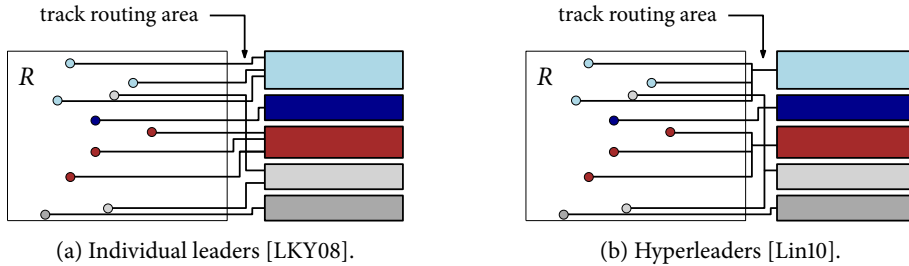 track routing area
track routing area
R
R
(a) Individual leaders [LKY08].
(b) Hyperleaders [Lin10].